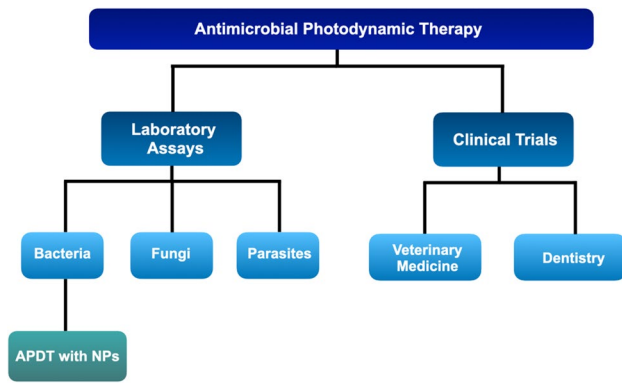 Antimicrobial Photodynamic Therapy
Laboratory
Assays
Clinical Trials
Bacteria
Fungi
Parasites
Veterinary
Medicine
Dentistry
APDT with NPs